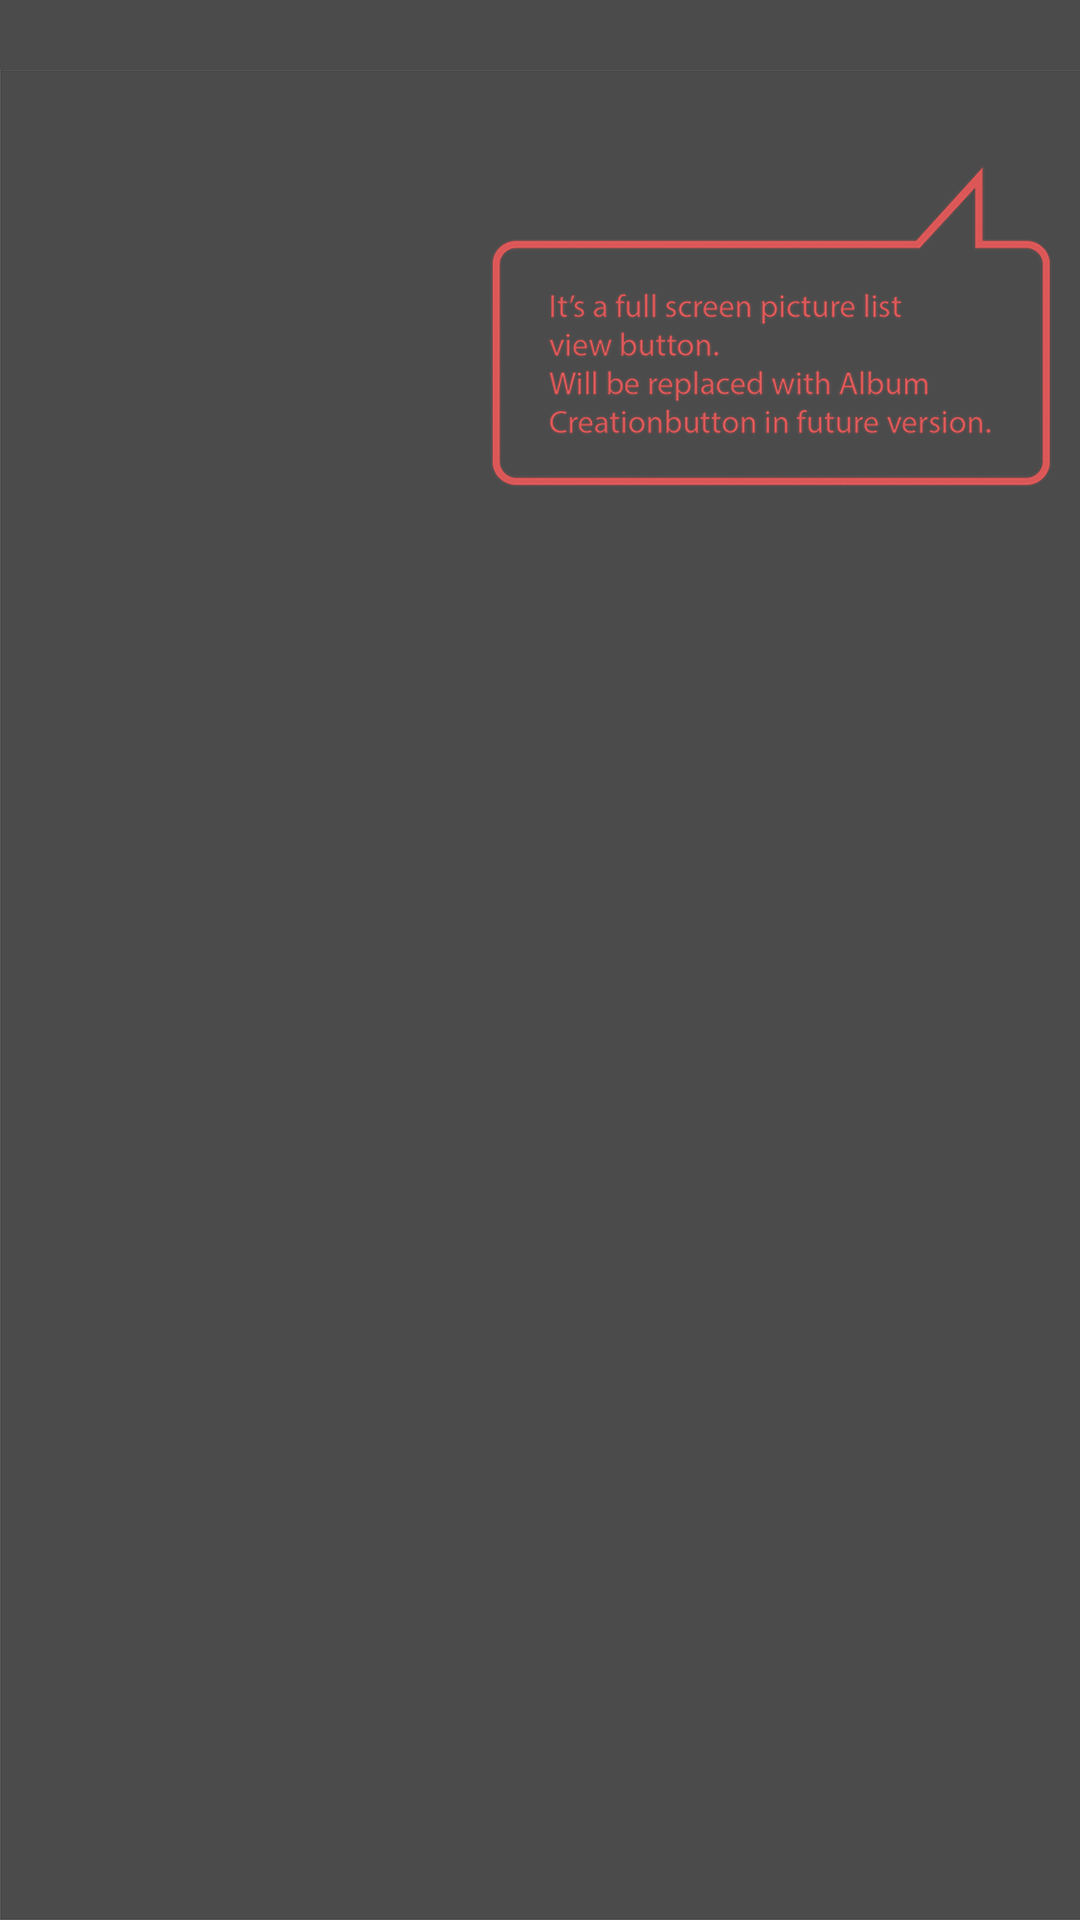 It’s a full screen picture list
view button.
Will be replaced with Album
Creationbutton in future version.